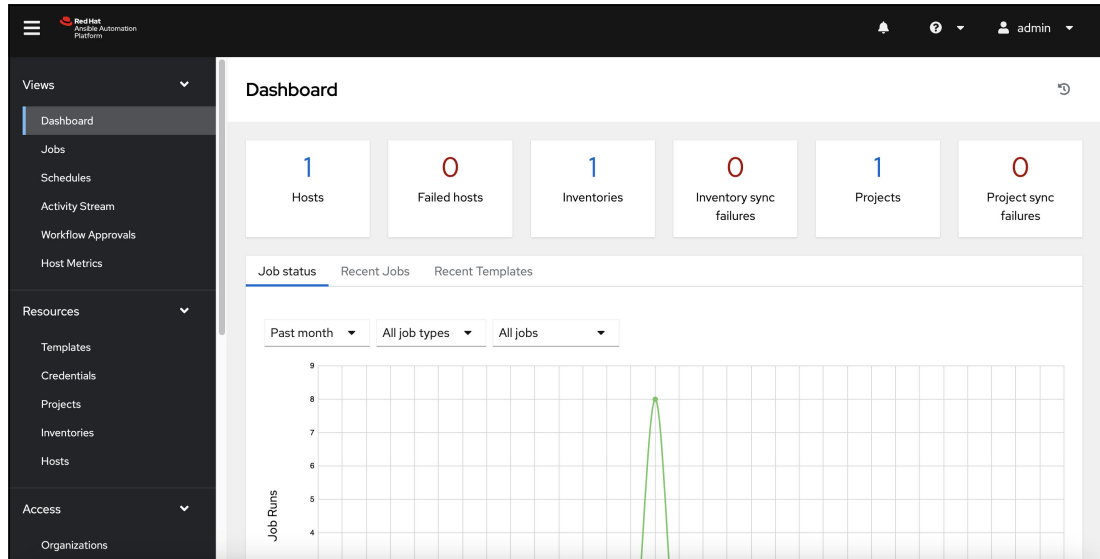 Red Hat
Ansible Automation
Platform
admin
Views
Dashboard
Jobs
Schedules
Activity Stream
Workflow Approvals
Host Metrics
Resources
Templates
Credentials
Projects
Inventories
Hosts
Access
Organizations
Dashboard
1
Hosts
0
Failed hosts
1
Inventories
0
Inventory sync
failures
1
Projects
0
Project sync
failures
Job status Recent Jobs Recent Templates
Past month All job types All jobs
9
8
7
6
5
4
Job Runs